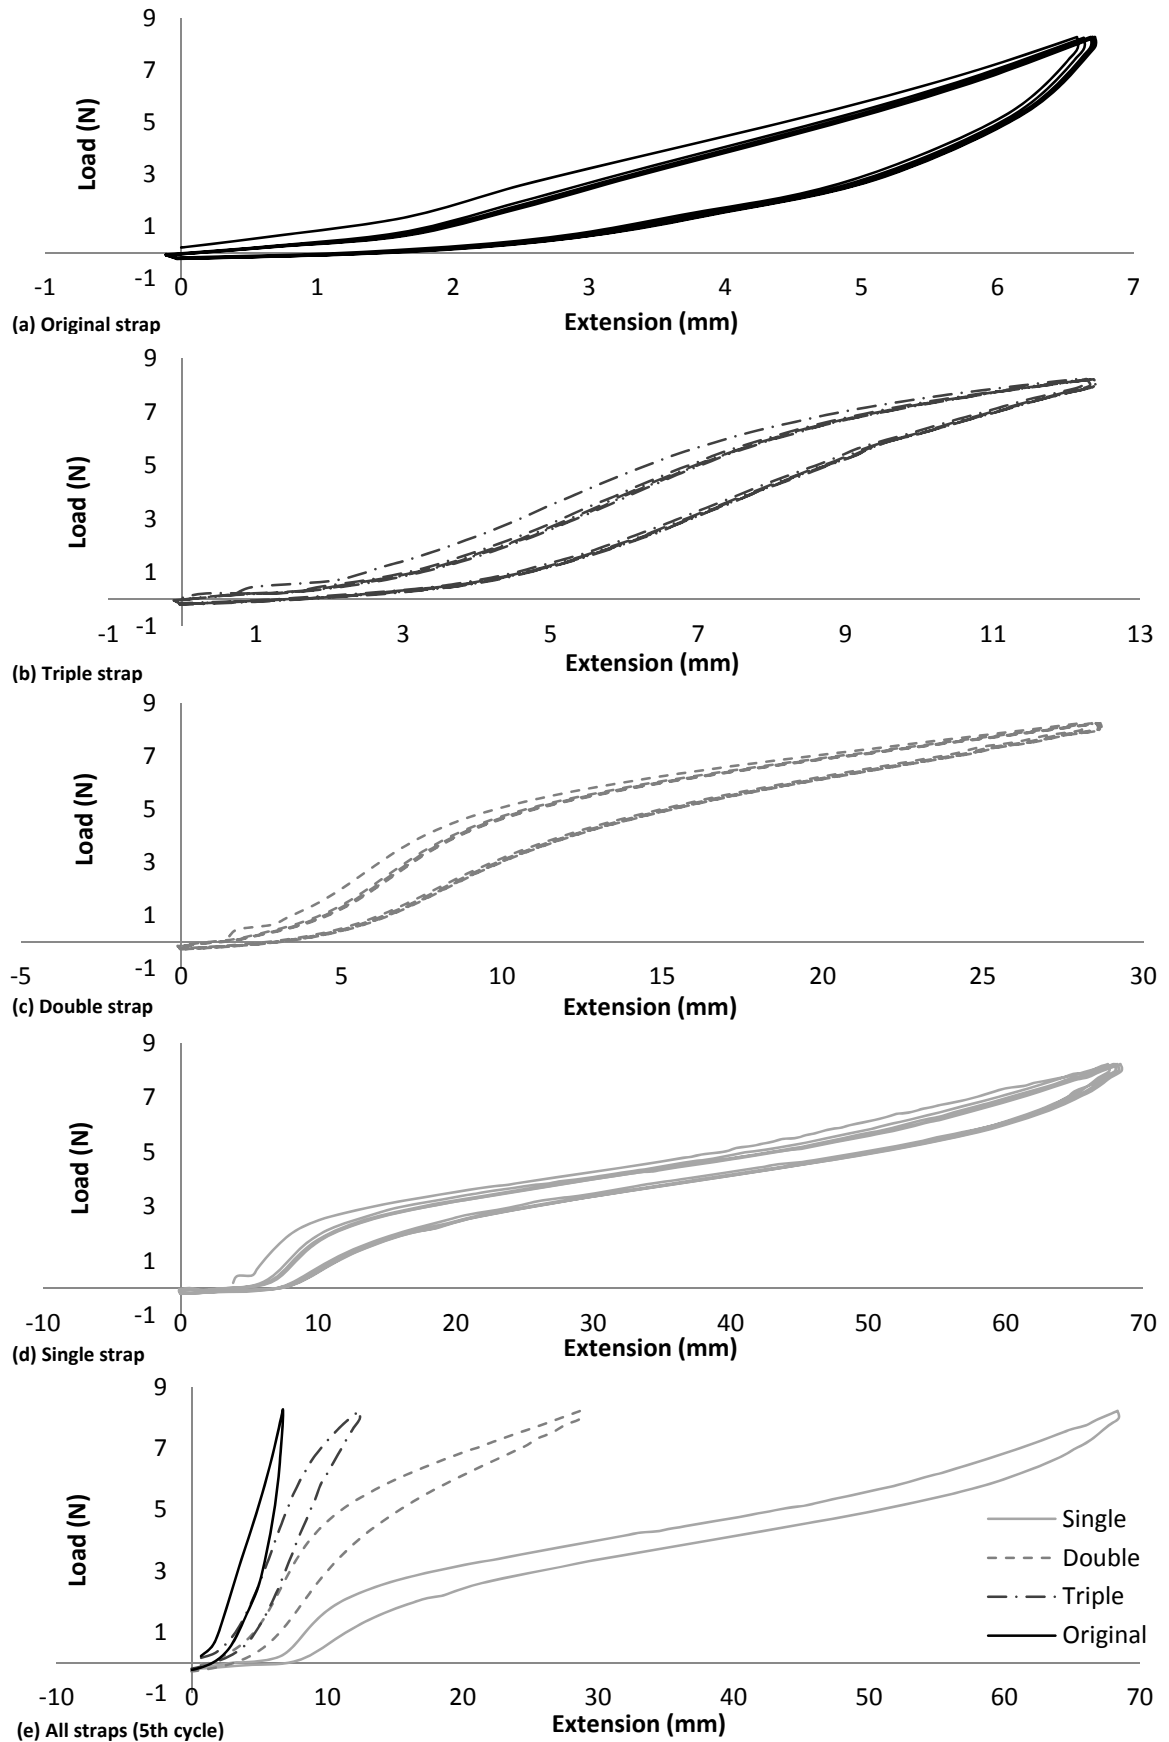 9
7
5
3
1
-1
Load (N)
-1 0 1 2 3 4 5 6 7
Extension (mm)
(a) Original strap
9
7
5
3
1
-1
Load (N)
-1 1 3 5 7 9 11 13
Extension (mm)
(b) Triple strap
9
7
5
3
1
-1
Load (N)
-5 0 5 10 15 20 25 30
Extension (mm)
(c) Double strap
9
7
5
3
1
-1
Load (N)
-10 0 10 20 30 40 50 60 70
Extension (mm)
(d) Single strap
9
7
5
3
1
-1
Load (N)
Single
Double
Triple
Original
-10 0 10 20 30 40 50 60 70
Extension (mm)
(e) All straps (5th cycle)